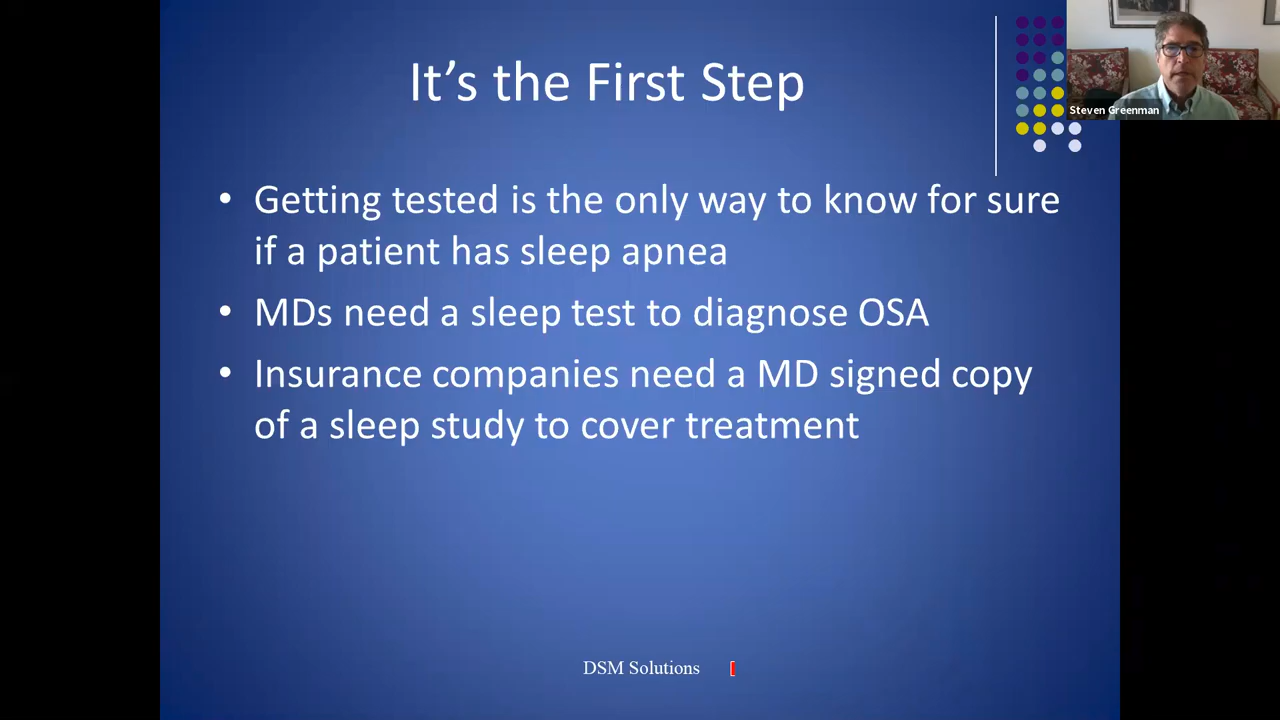 It's the First Step
Steven Greenman
• Getting tested is the only way to know for sure
if a patient has sleep apnea
• MDs need a sleep test to diagnose OSA
• Insurance companies need a MD signed copy
of a sleep study to cover treatment
DSM Solutions